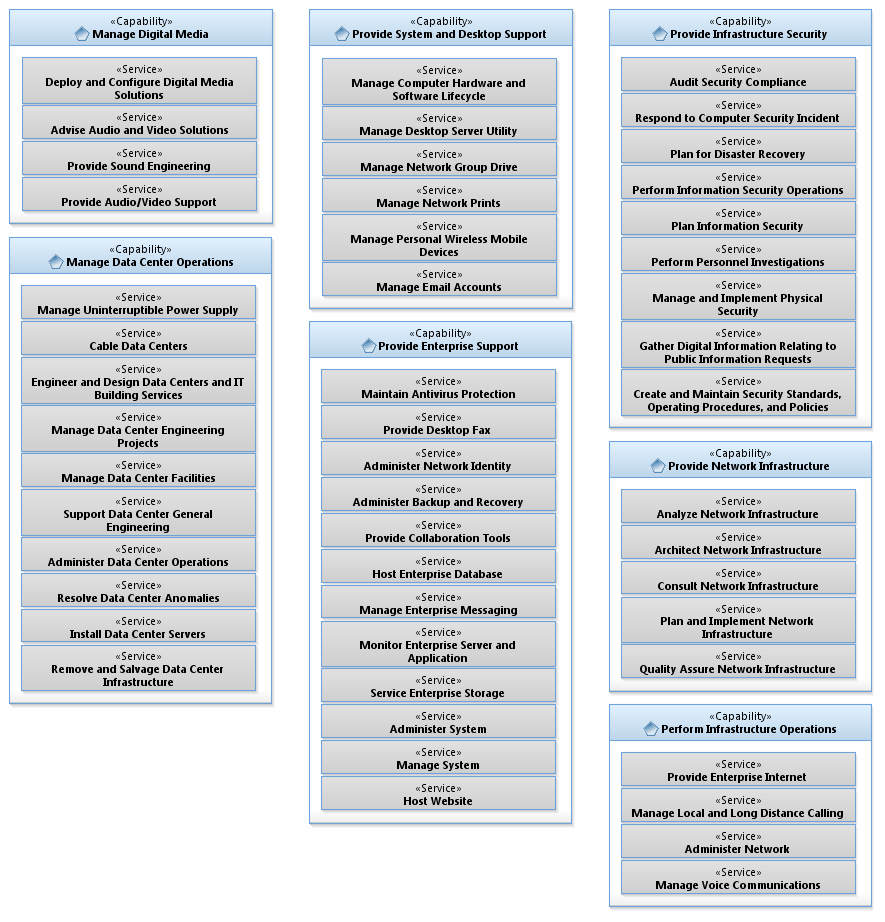 «Capability»
Manage Digital Media
«Service»
Deploy and Configure Digital Media
Solutions
«Service»
Advise Audio and Video Solutions
«Service»
Provide Sound Engineering
«Service»
Provide Audio/Video Support
«Capability»
Manage Data Center Operations
«Service»
Manage Uninterruptible Power Supply
«Service»
Cable Data Centers
«Service»
Engineer and Design Data Centers and IT
Building Services
«Service»
Manage Data Center Engineering
Projects
«Service»
Manage Data Center Facilities
«Service»
Support Data Center General
Engineering
«Service»
Administer Data Center Operations
«Service»
Resolve Data Center Anomalies
«Service»
Install Data Center Servers
«Service»
Remove and Salvage Data Center
Infrastructure
«Capability»
Provide System and Desktop Support
«Service»
Manage Computer Hardware and
Software Lifecycle
«Service»
Manage Desktop Server Utility
«Service»
Manage Network Group Drive
«Service»
Manage Network Prints
«Service»
Manage Personal Wireless Mobile
Devices
«Service»
Manage Email Accounts
«Capability»
Provide Enterprise Support
«Service»
Maintain Antivirus Protection
«Service»
Provide Desktop Fax
«Service»
Administer Network Identity
«Service»
Administer Backup and Recovery
«Service»
Provide Collaboration Tools
«Service»
Host Enterprise Database
«Service»
Manage Enterprise Messaging
«Service»
Monitor Enterprise Server and
Application
«Service»
Service Enterprise Storage
«Service»
Administer System
«Service»
Manage System
«Service»
Host Website
«Capability»
Provide Infrastructure Security
«Service»
Audit Security Compliance
«Service»
Respond to Computer Security Incident
«Service»
Plan for Disaster Recovery
«Service»
Perform Information Security Operations
«Service»
Plan Information Security
«Service»
Perform Personnel Investigations
«Service»
Manage and Implement Physical
Security
«Service»
Gather Digital Information Relating to
Public Information Requests
«Service»
Create and Maintain Security Standards,
Operating Procedures, and Policies
«Capability»
Provide Network Infrastructure
«Service»
Analyze Network Infrastructure
«Service»
Architect Network Infrastructure
«Service»
Consult Network Infrastructure
«Service»
Plan and Implement Network
Infrastructure
«Service»
Quality Assure Network Infrastructure
«Capability»
Perform Infrastructure Operations
«Service»
Provide Enterprise Internet
«Service»
Manage Local and Long Distance Calling
«Service»
Administer Network
«Service»
Manage Voice Communications